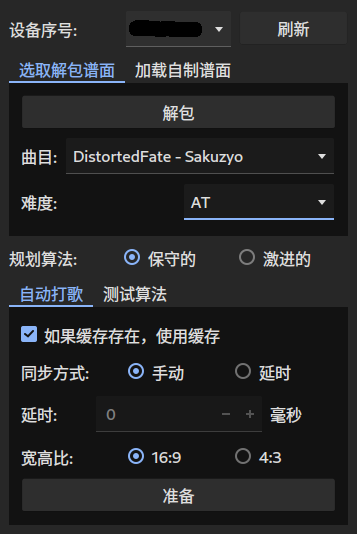 设备序号: 刷新
选取解包谱面 加载自制谱面
解包
曲目: DistortedFate - Sakuzyo
难度: AT
规划算法: 保守的 激进的
自动打歌 测试算法
如果缓存存在，使用缓存
同步方式: 手动 延时
延时: 0 − + 毫秒
宽高比: 16:9 4:3
准备